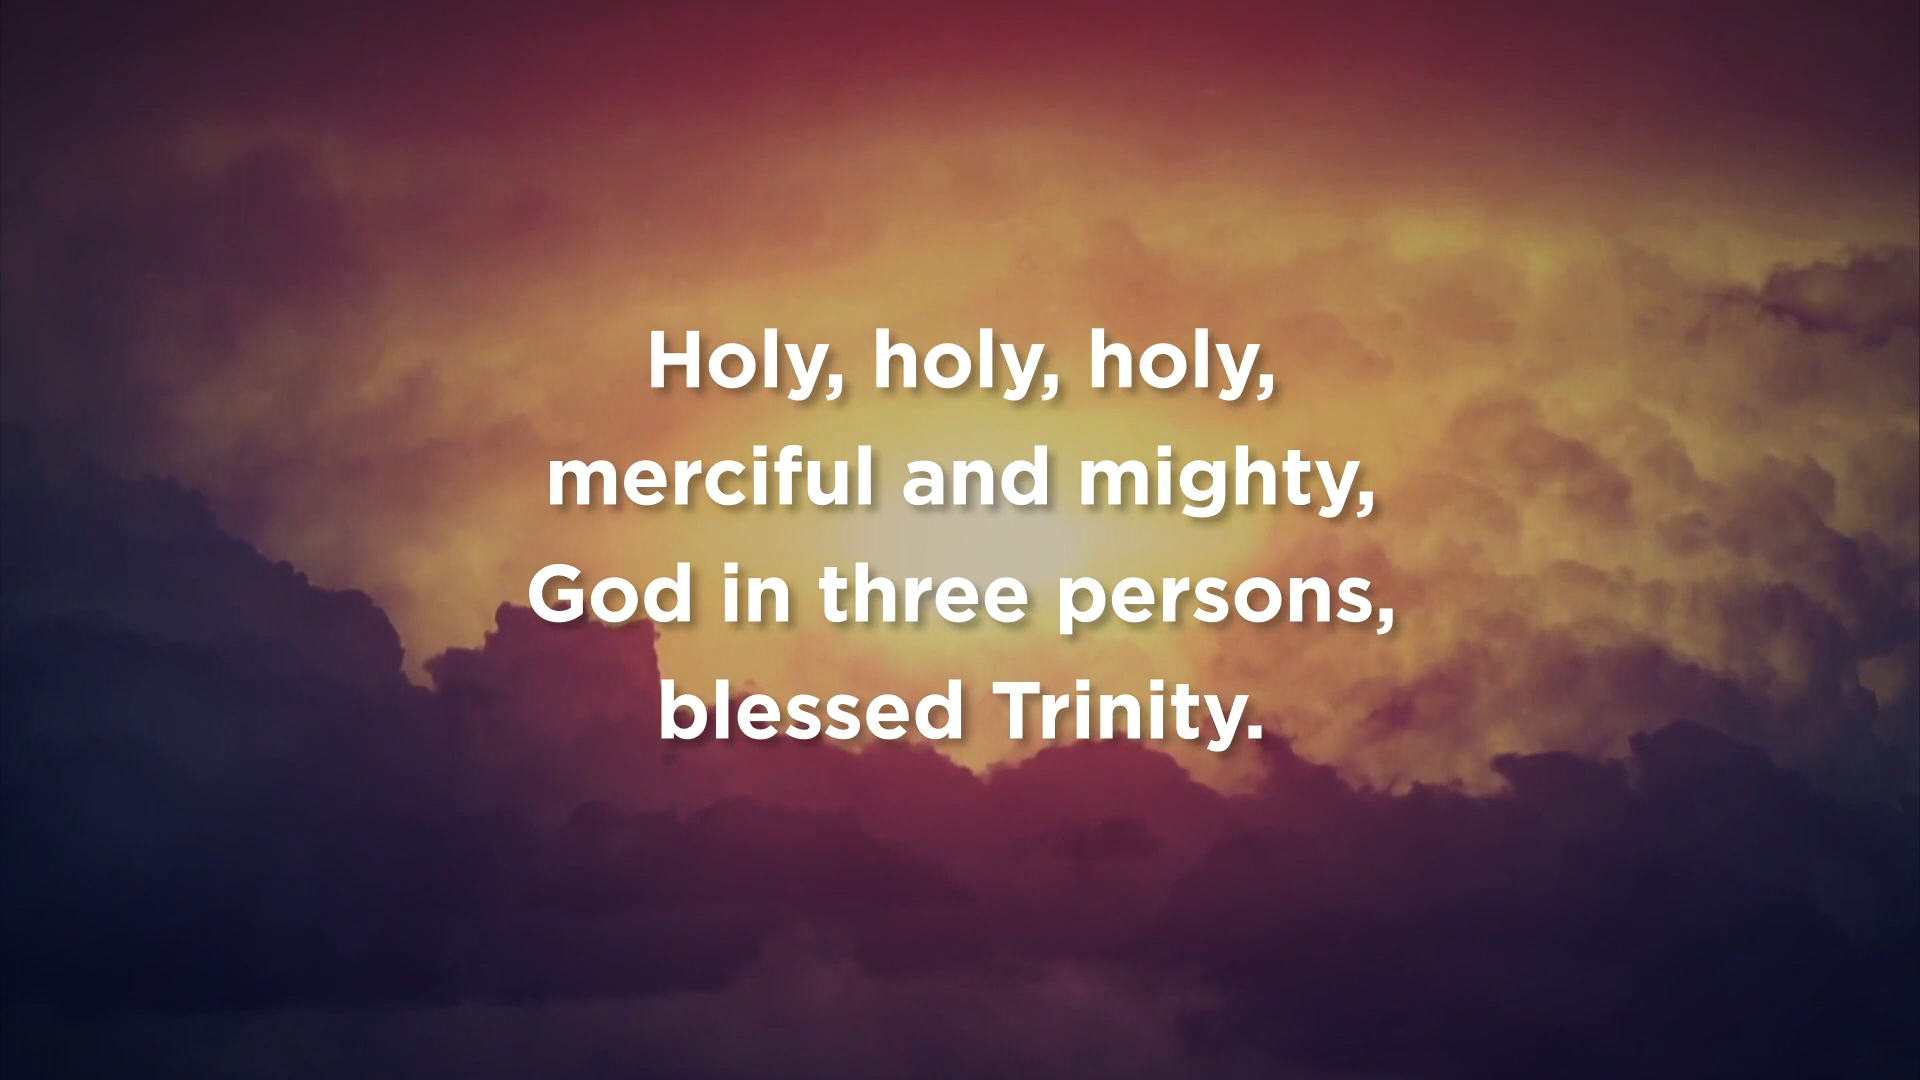 Holy, holy, holy,
merciful and mighty,
God in three persons,
blessed Trinity.